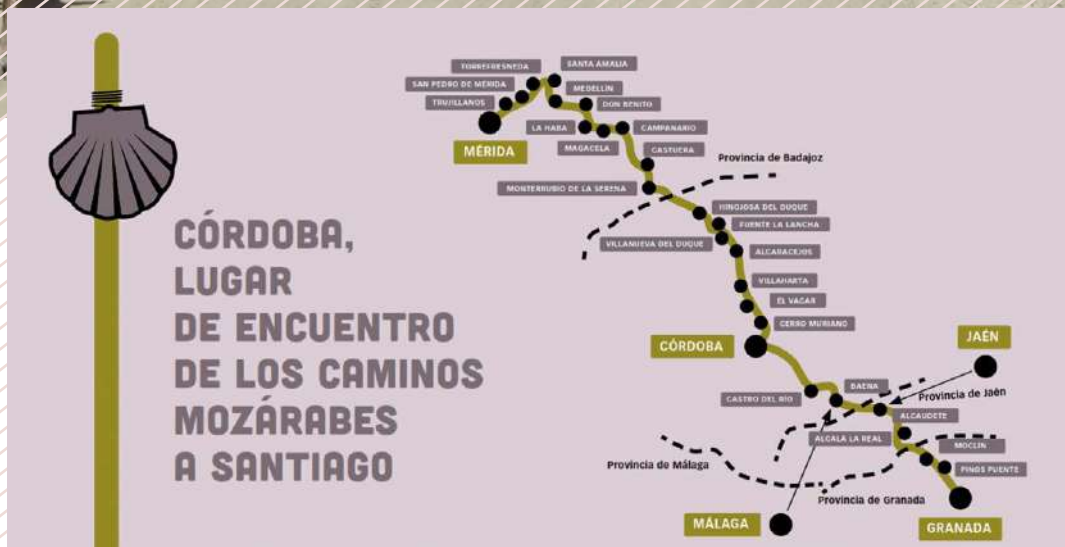 CÓRDOBA,
LUGAR
DE ENCUENTRO
DE LOS CAMINOS
MOZÁRABES
A SANTIAGO
TORREFRESNEDA
SANTA AMALIA
SAN PEDRO DE MÉRIDA
MEDELLÍN
TRUJILLANOS
DON BENITO
MÉRIDA
LA HABA
CAMPANARIO
MAGACELA
CASTUERA
Provincia de Badajoz
MONTERRUBIO DE LA SERENA
HINOJOSA DEL DUQUE
FUENTE LA LANCHA
VILLANUEVA DEL DUQUE
ALCARACEJOS
VILLAHARTA
EL VACAR
CERRO MURIANO
CÓRDOBA
JAÉN
BAENA
CASTRO DEL RÍO
Provincia de Jaén
ALCAUDETE
ALCALA LA REAL
MOCLIN
Provincia de Málaga
PINOS PUENTE
Provincia de Granada
MÁLAGA
GRANADA